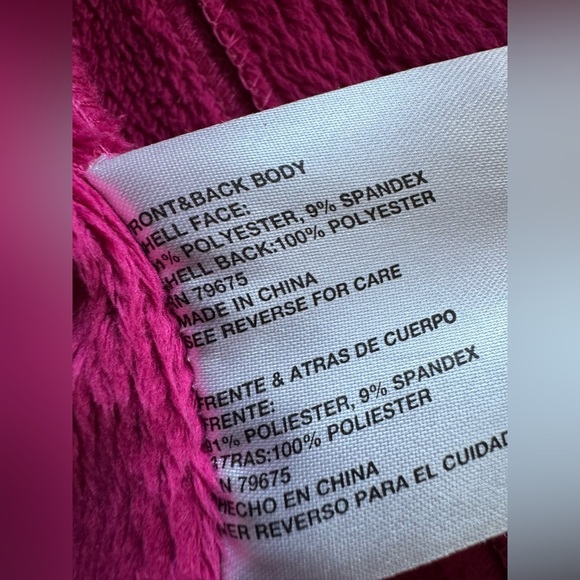 RONT&BACK BODY
HELL FACE:
1% POLYESTER, 9% SPANDEX
HELL BACK:100% POLYESTER
RN 79675
MADE IN CHINA
SEE REVERSE FOR CARE
FRENTE & ATRAS DE CUERPO
FRENTE:
91% POLIESTER, 9% SPANDEX
ATRAS:100% POLIESTER
RN 79675
HECHO EN CHINA
VER REVERSO PARA EL CUIDAD